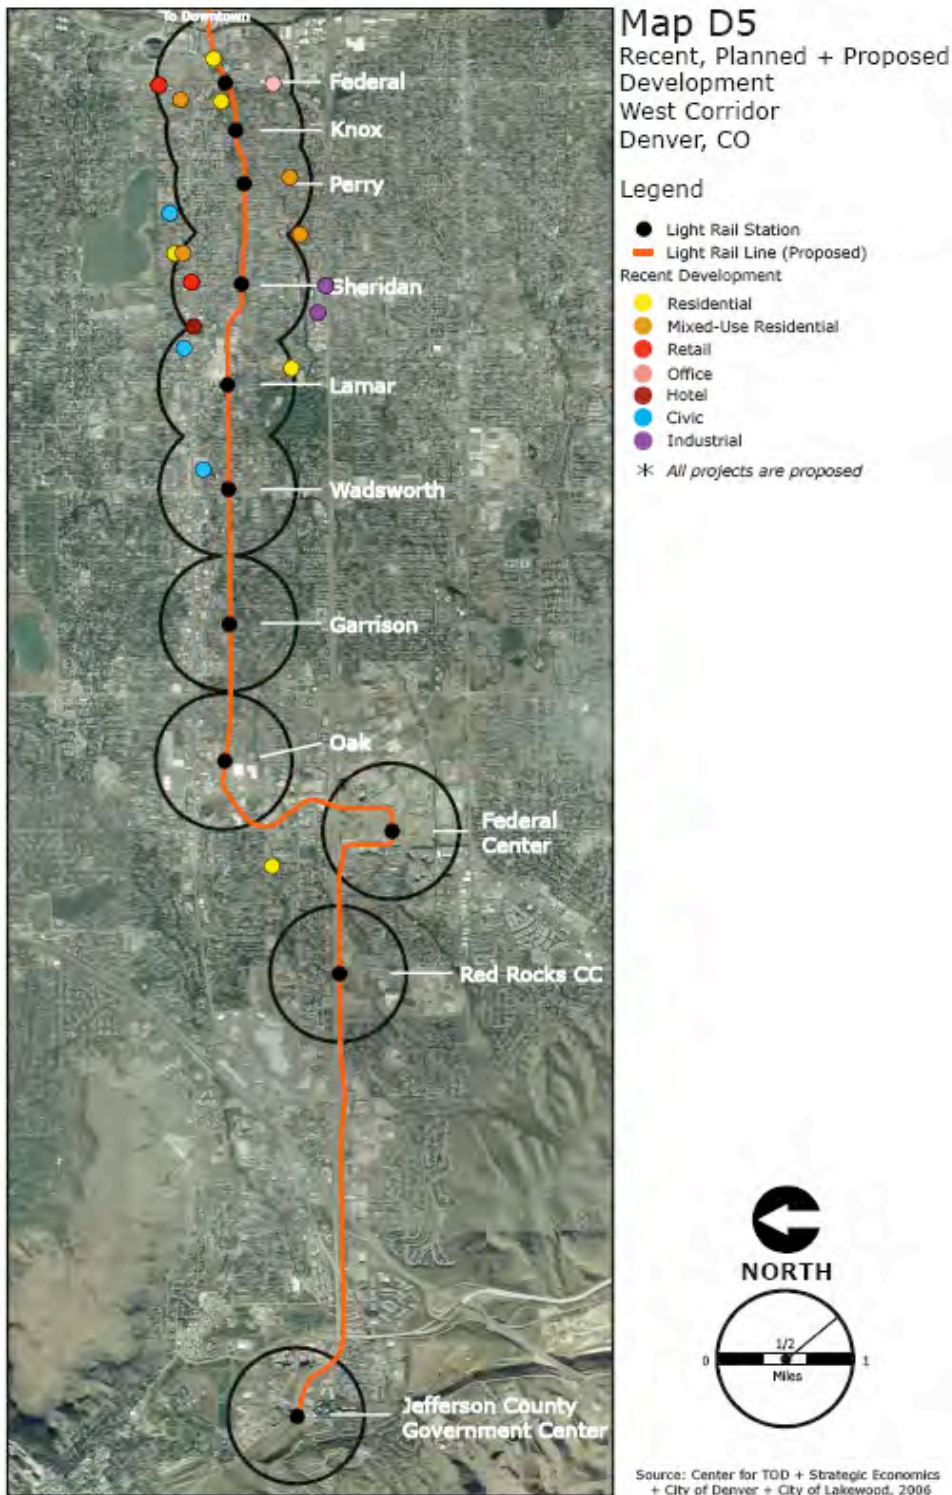 To Downtown
Federal
Knox
Perry
Sheridan
Lamar
Wadsworth
Garrison
Oak
Federal
Center
Red Rocks CC
Jefferson County
Government Center
Map D5
Recent, Planned + Proposed
Development
West Corridor
Denver, CO
Legend
Light Rail Station
Light Rail Line (Proposed)
Recent Development
Residential
Mixed-Use Residential
Retail
Office
Hotel
Civic
Industrial
All projects are proposed
NORTH
1/2
0 1
Miles
Source: Center for TOD + Strategic Economics
+ City of Denver + City of Lakewood, 2006